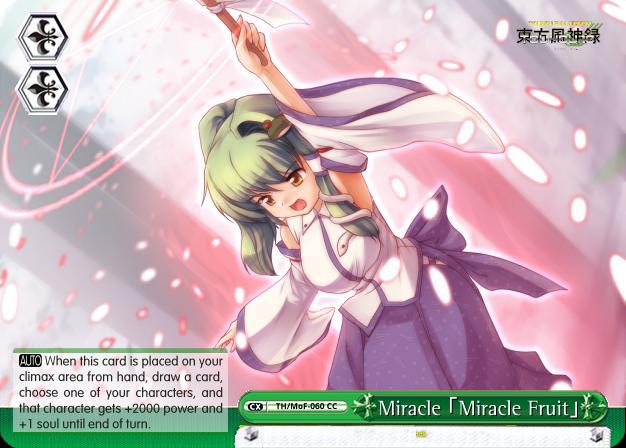 東方風神録
AUTO When this card is placed on your
climax area from hand, draw a card,
choose one of your characters, and
that character gets +2000 power and
+1 soul until end of turn.
CX TH/MoF-060 CC Miracle「Miracle Fruit」